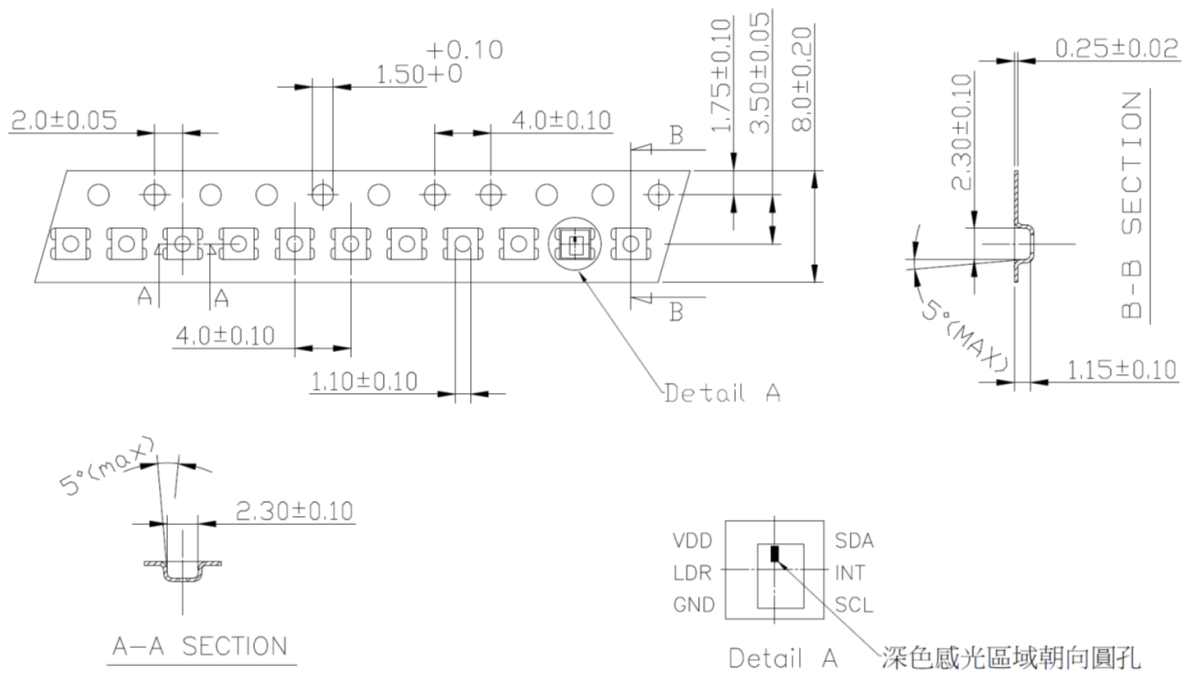 +0.10
1.50+0
2.0±0.05
4.0±0.10
1.75±0.10
3.50±0.05
8.0±0.20
B
A
A
B
4.0±0.10
1.10±0.10
Detail A
0.25±0.02
2.30±0.10
B-B SECTION
5°(MAX)
1.15±0.10
5°(max)
2.30±0.10
A-A SECTION
VDD
SDA
LDR
INT
GND
SCL
Detail A
深色感光區域朝向圓孔